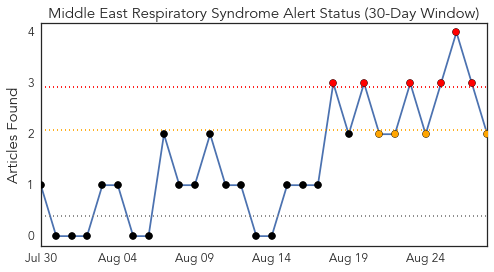 Middle East Respiratory Syndrome Alert Status (30-Day Window)
Articles Found
4
3
2
1
0
Jul 30 Aug 04 Aug 09 Aug 14 Aug 19 Aug 24